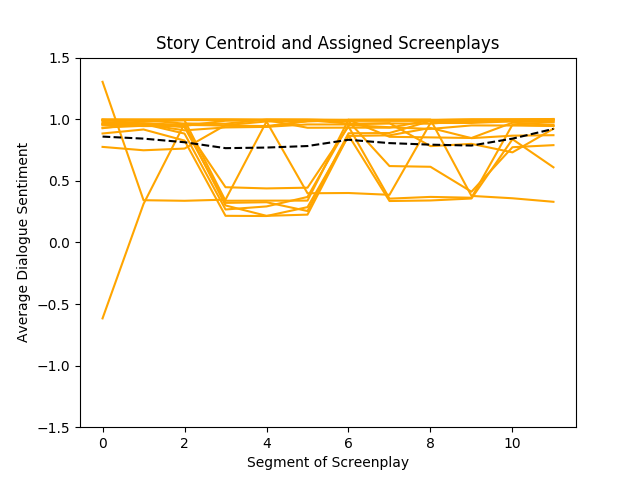 Story Centroid and Assigned Screenplays
1.5
1.0
0.5
0.0
−0.5
−1.0
−1.5
Average Dialogue Sentiment
0 2 4 6 8 10
Segment of Screenplay